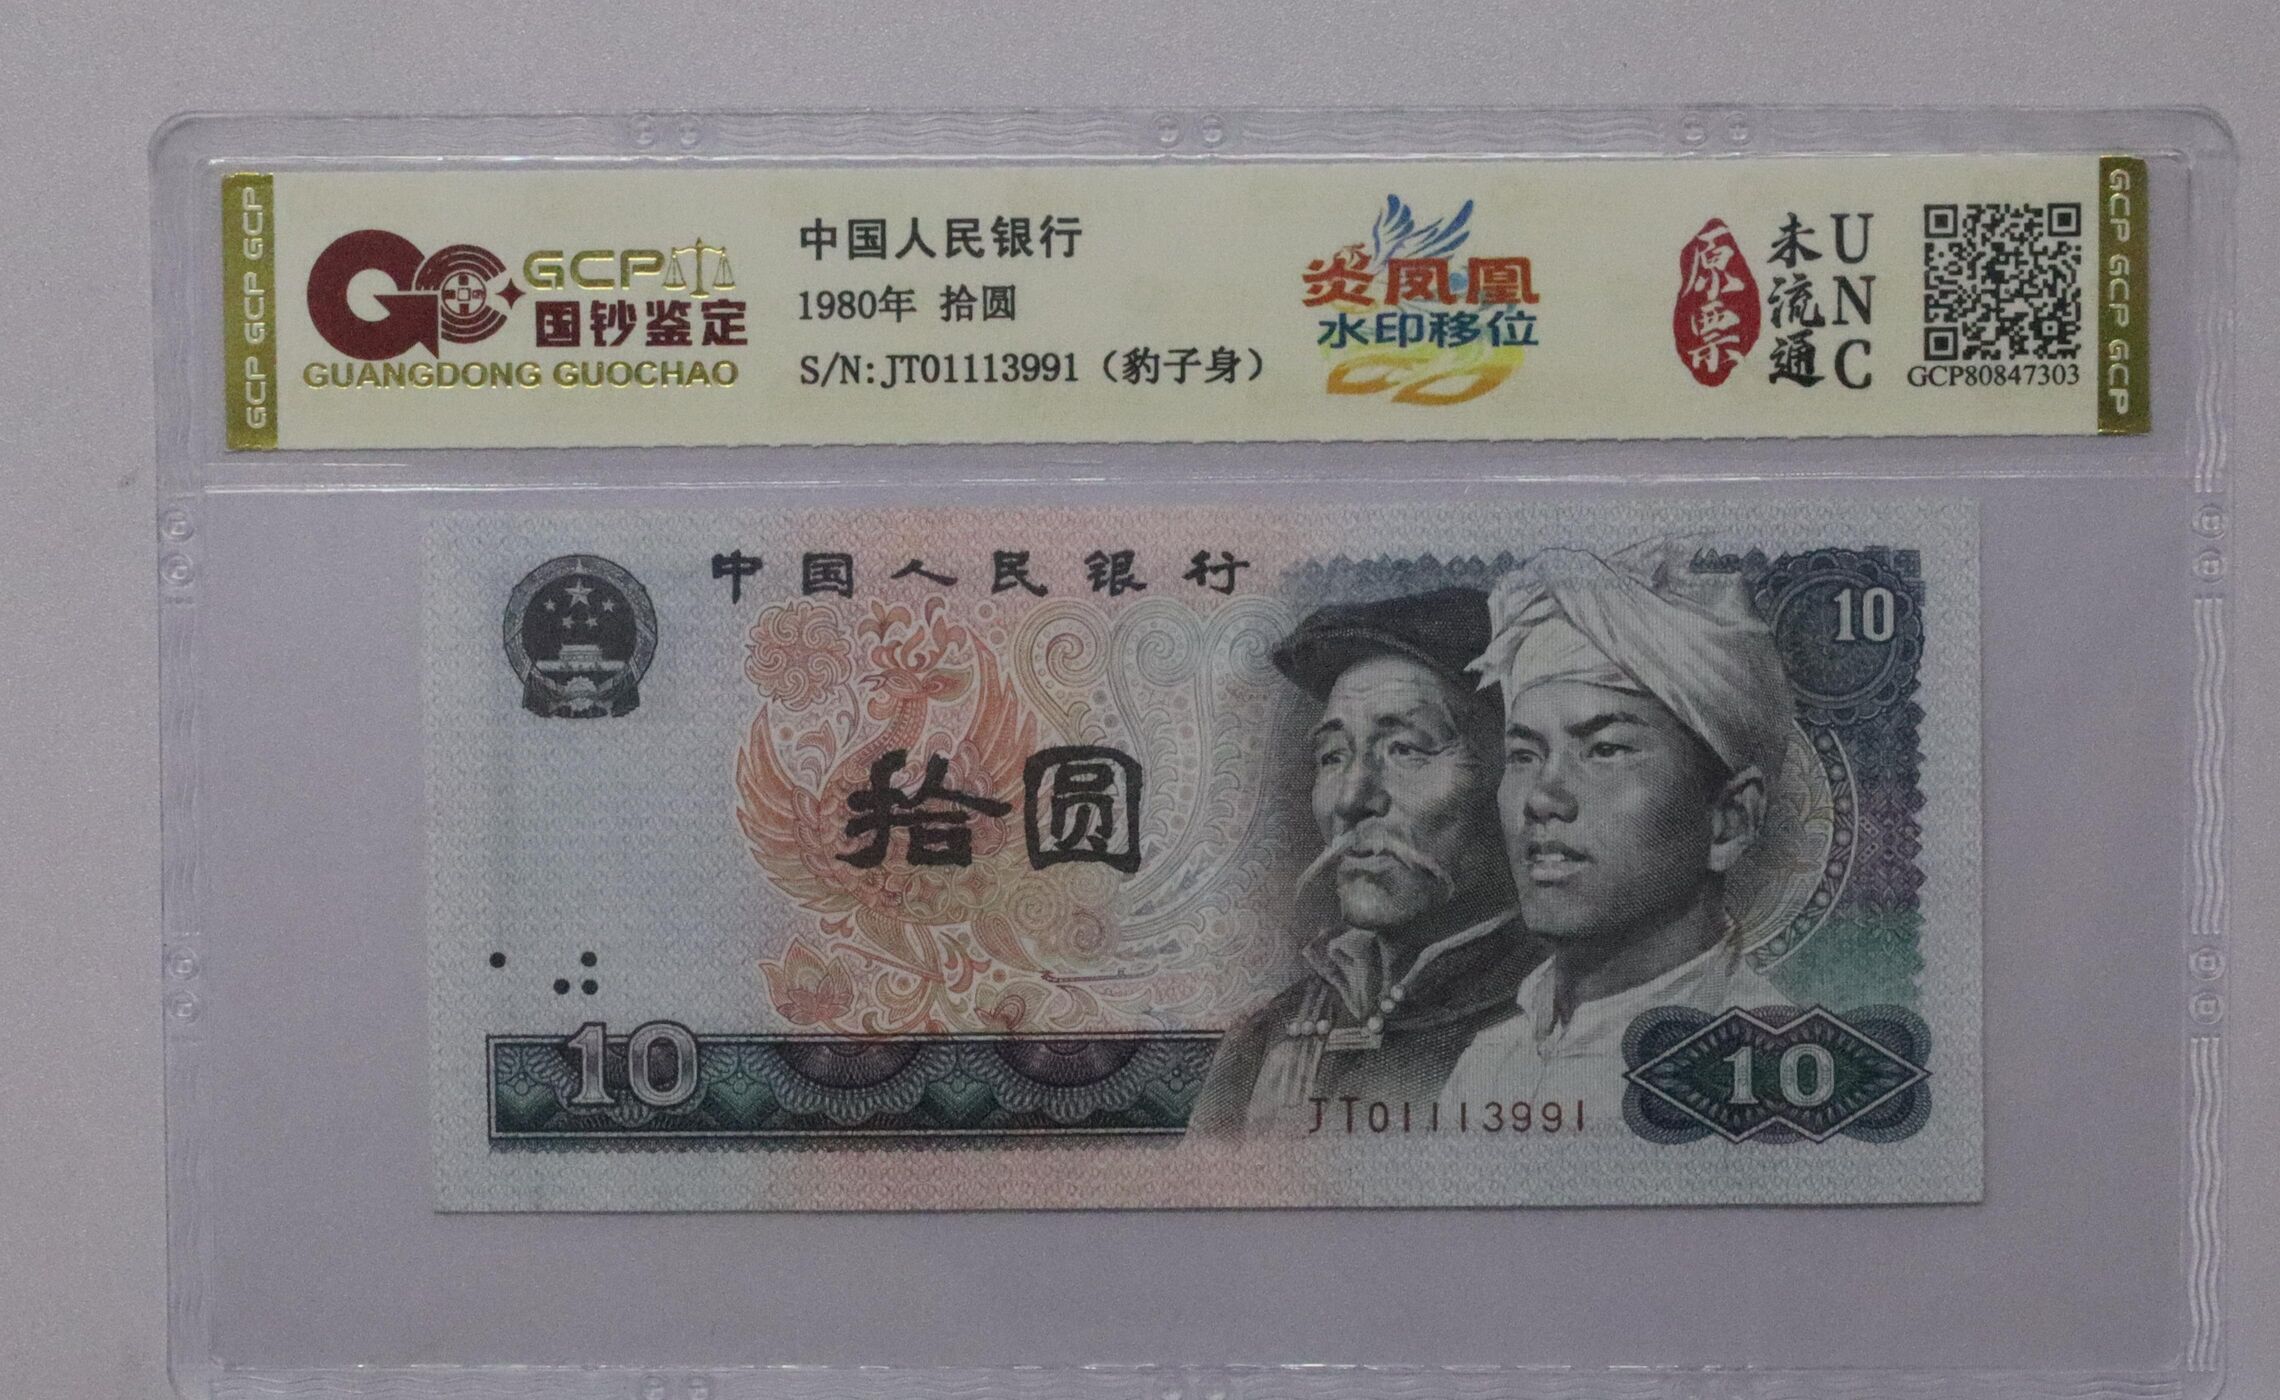 GCP GCP GCP
GCP
国钞鉴定
GUANGDONG GUOCHAO
中国人民银行
1980年 拾圆
S/N:JT01113991（豹子身）
炎凤凰
水印移位
原票
未流通
UNC
GCP80847303
GCP GCP GCP
中国人民银行
10
拾圆
10
10
JT01113991